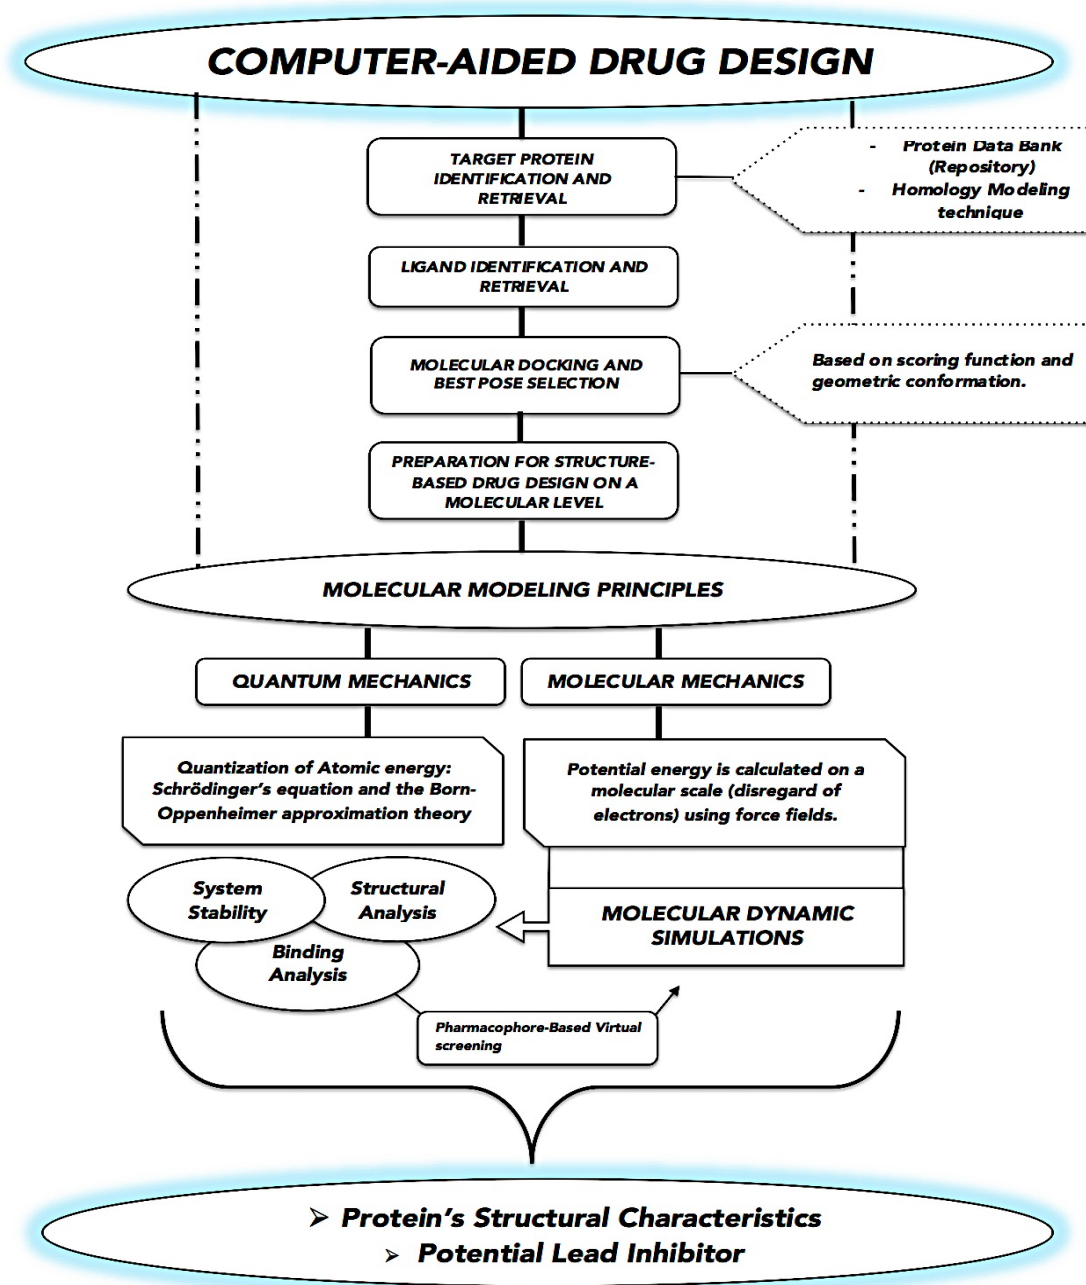 COMPUTER-AIDED DRUG DESIGN
TARGET PROTEIN
IDENTIFICATION AND
RETRIEVAL
- Protein Data Bank
(Repository)
- Homology Modeling
technique
LIGAND IDENTIFICATION AND
RETRIEVAL
MOLECULAR DOCKING AND
BEST POSE SELECTION
Based on scoring function and
geometric conformation.
PREPARATION FOR STRUCTURE-
BASED DRUG DESIGN ON A
MOLECULAR LEVEL
MOLECULAR MODELING PRINCIPLES
QUANTUM MECHANICS
MOLECULAR MECHANICS
Quantization of Atomic energy:
Schrödinger’s equation and the Born-
Oppenheimer approximation theory
Potential energy is calculated on a
molecular scale (disregard of
electrons) using force fields.
System
Stability
Structural
Analysis
Binding
Analysis
MOLECULAR DYNAMIC
SIMULATIONS
Pharmacophore-Based Virtual
screening
➢ Protein’s Structural Characteristics
➢ Potential Lead Inhibitor